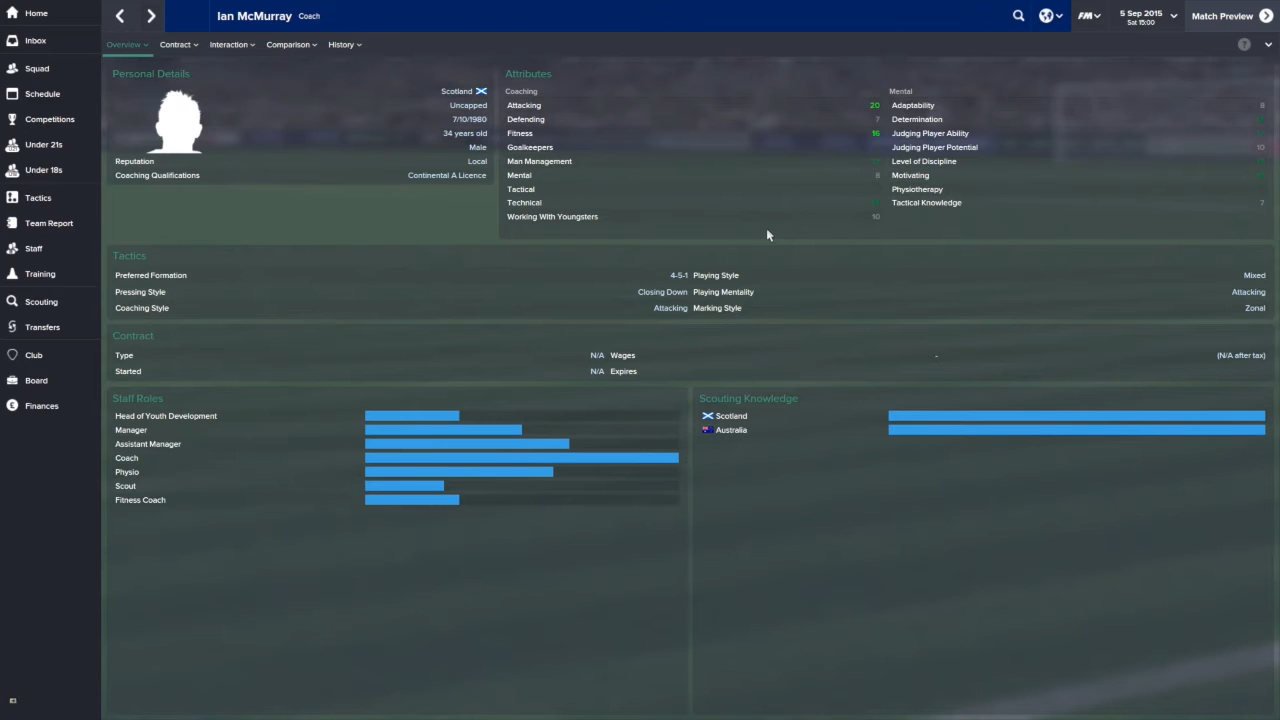 Home
Ian McMurray Coach
FM
5 Sep 2015
Sat 15:00
Match Preview
Inbox
Squad
Schedule
Competitions
Under 21s
Under 18s
Tactics
Team Report
Staff
Training
Scouting
Transfers
Club
Board
Finances
Overview Contract Interaction Comparison History ?
Personal Details
Scotland
Uncapped
7/10/1980
34 years old
Male
Reputation Local
Coaching Qualifications Continental A Licence
Attributes
Coaching
Attacking 20
Defending 7
Fitness 16
Goalkeepers
Man Management
Mental 8
Tactical
Technical
Working With Youngsters 10
Mental
Adaptability 8
Determination
Judging Player Ability
Judging Player Potential 10
Level of Discipline
Motivating
Physiotherapy
Tactical Knowledge 7
Tactics
Preferred Formation 4-5-1 Playing Style Mixed
Pressing Style Closing Down Playing Mentality Attacking
Coaching Style Attacking Marking Style Zonal
Contract
Type N/A Wages - (N/A after tax)
Started N/A Expires
Staff Roles
Head of Youth Development
Manager
Assistant Manager
Coach
Physio
Scout
Fitness Coach
Scouting Knowledge
Scotland
Australia